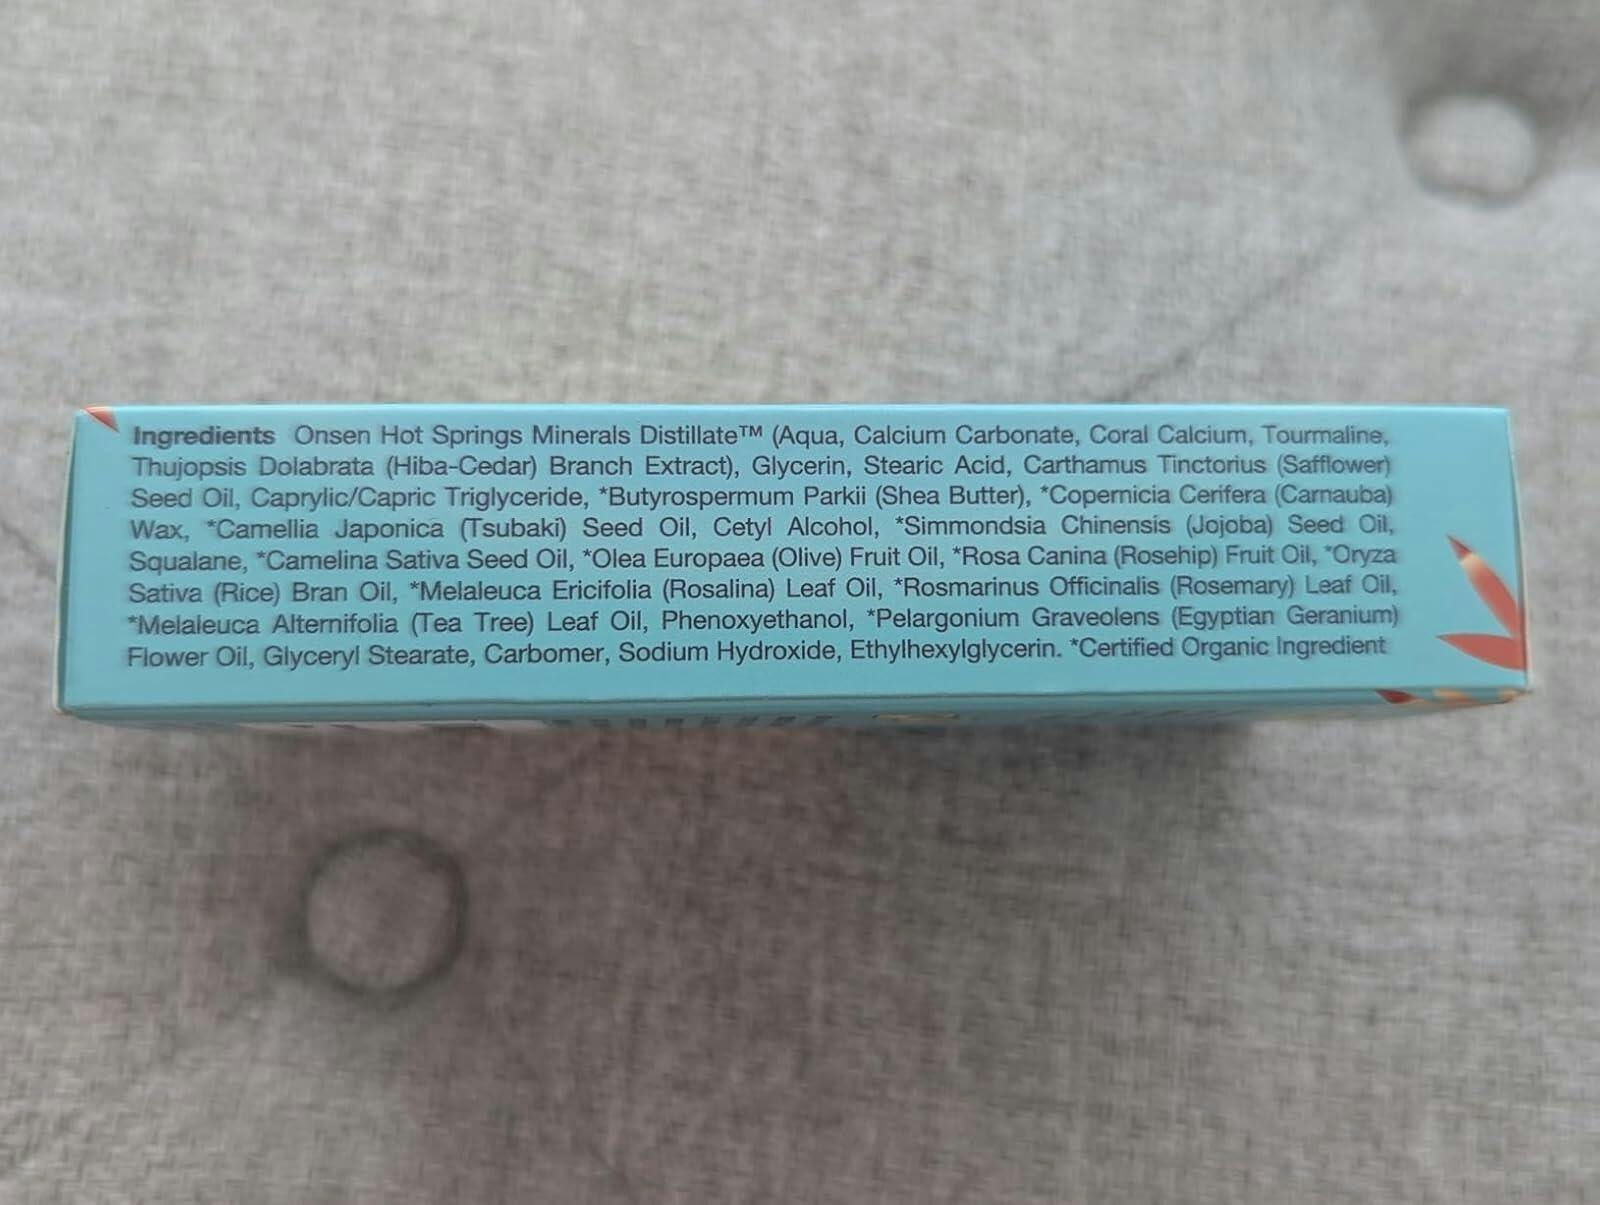 Ingredients Onsen Hot Springs Minerals Distillate™ (Aqua, Calcium Carbonate, Coral Calcium, Tourmaline,
Thujopsis Dolabrata (Hiba-Cedar) Branch Extract), Glycerin, Stearic Acid, Carthamus Tinctorius (Safflower)
Seed Oil, Caprylic/Capric Triglyceride, *Butyrospermum Parkii (Shea Butter), *Copernicia Cerifera (Carnauba)
Wax, *Camellia Japonica (Tsubaki) Seed Oil, Cetyl Alcohol, *Simmondsia Chinensis (Jojoba) Seed Oil,
Squalane, *Camelina Sativa Seed Oil, *Olea Europaea (Olive) Fruit Oil, *Rosa Canina (Rosehip) Fruit Oil, *Oryza
Sativa (Rice) Bran Oil, *Melaleuca Ericifolia (Rosalina) Leaf Oil, *Rosmarinus Officinalis (Rosemary) Leaf Oil,
*Melaleuca Alternifolia (Tea Tree) Leaf Oil, Phenoxyethanol, *Pelargonium Graveolens (Egyptian Geranium)
Flower Oil, Glyceryl Stearate, Carbomer, Sodium Hydroxide, Ethylhexylglycerin. *Certified Organic Ingredient